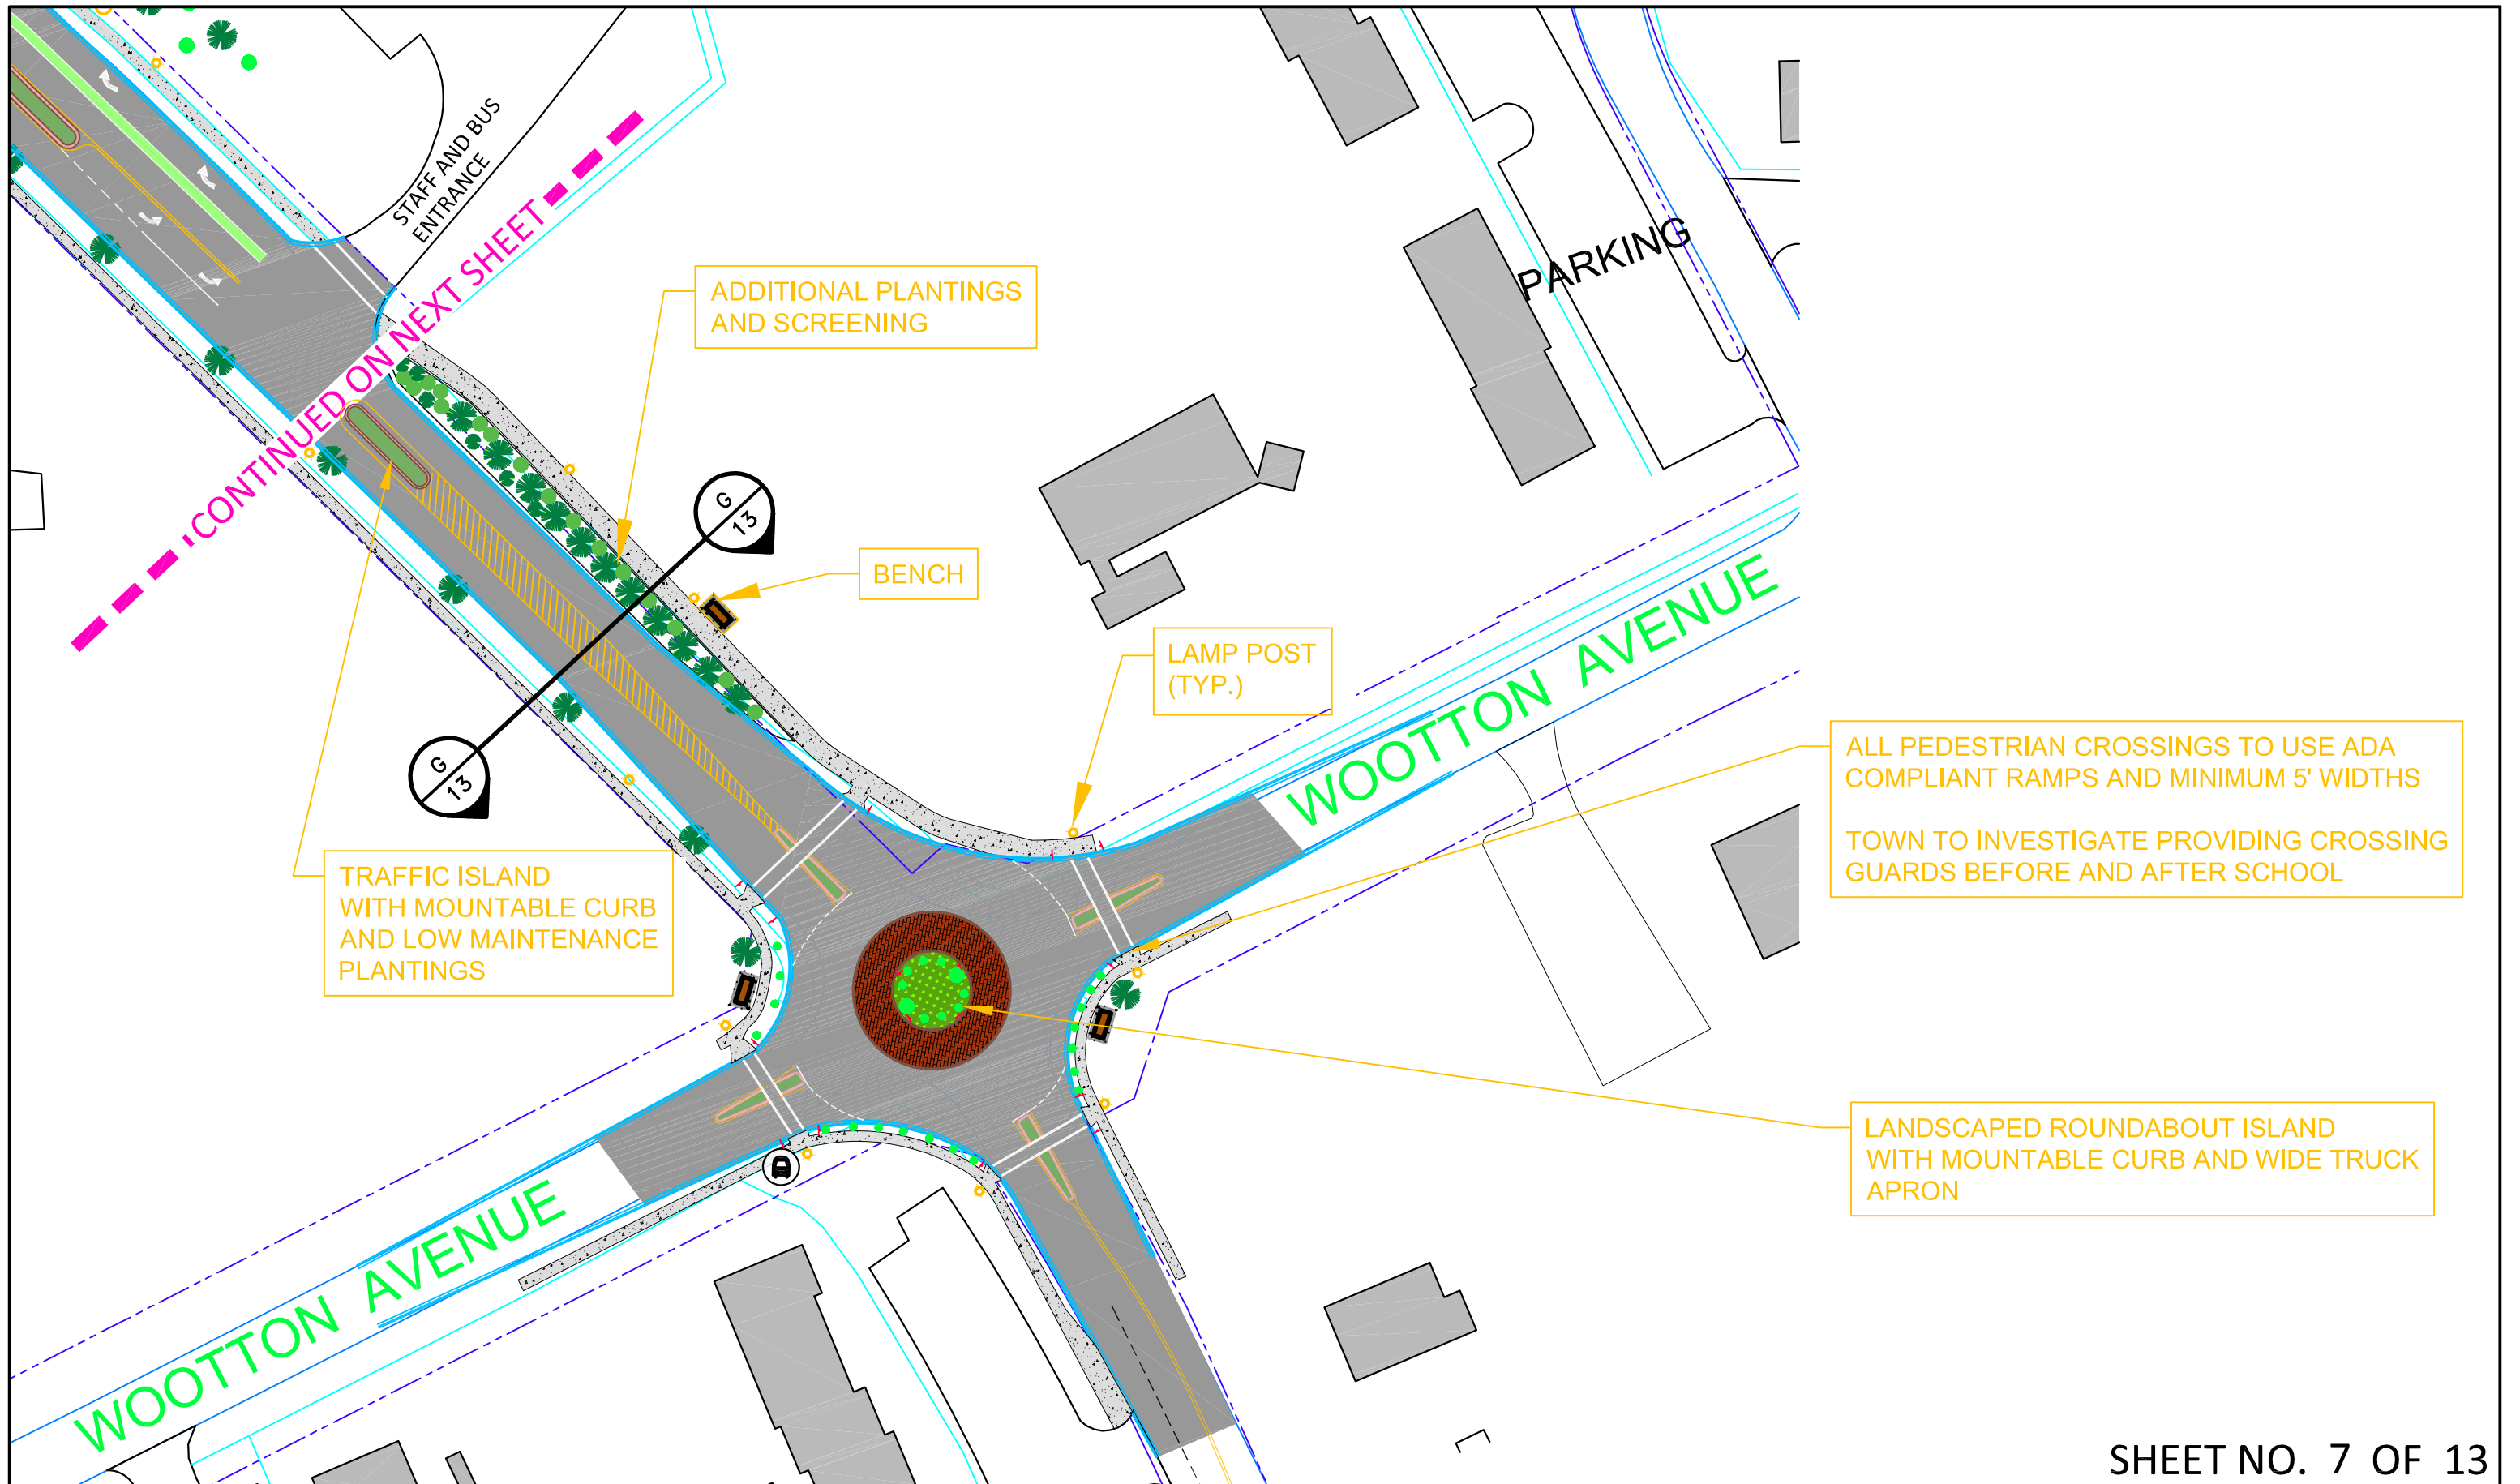 STAFF AND BUS
ENTRANCE
CONTINUED ON NEXT SHEET
ADDITIONAL PLANTINGS
AND SCREENING
PARKING
G
13
BENCH
LAMP POST
(TYP.)
WOOTTON AVENUE
G
13
ALL PEDESTRIAN CROSSINGS TO USE ADA
COMPLIANT RAMPS AND MINIMUM 5' WIDTHS
TOWN TO INVESTIGATE PROVIDING CROSSING
GUARDS BEFORE AND AFTER SCHOOL
TRAFFIC ISLAND
WITH MOUNTABLE CURB
AND LOW MAINTENANCE
PLANTINGS
LANDSCAPED ROUNDABOUT ISLAND
WITH MOUNTABLE CURB AND WIDE TRUCK
APRON
WOOTTON AVENUE
SHEET NO. 7 OF 13